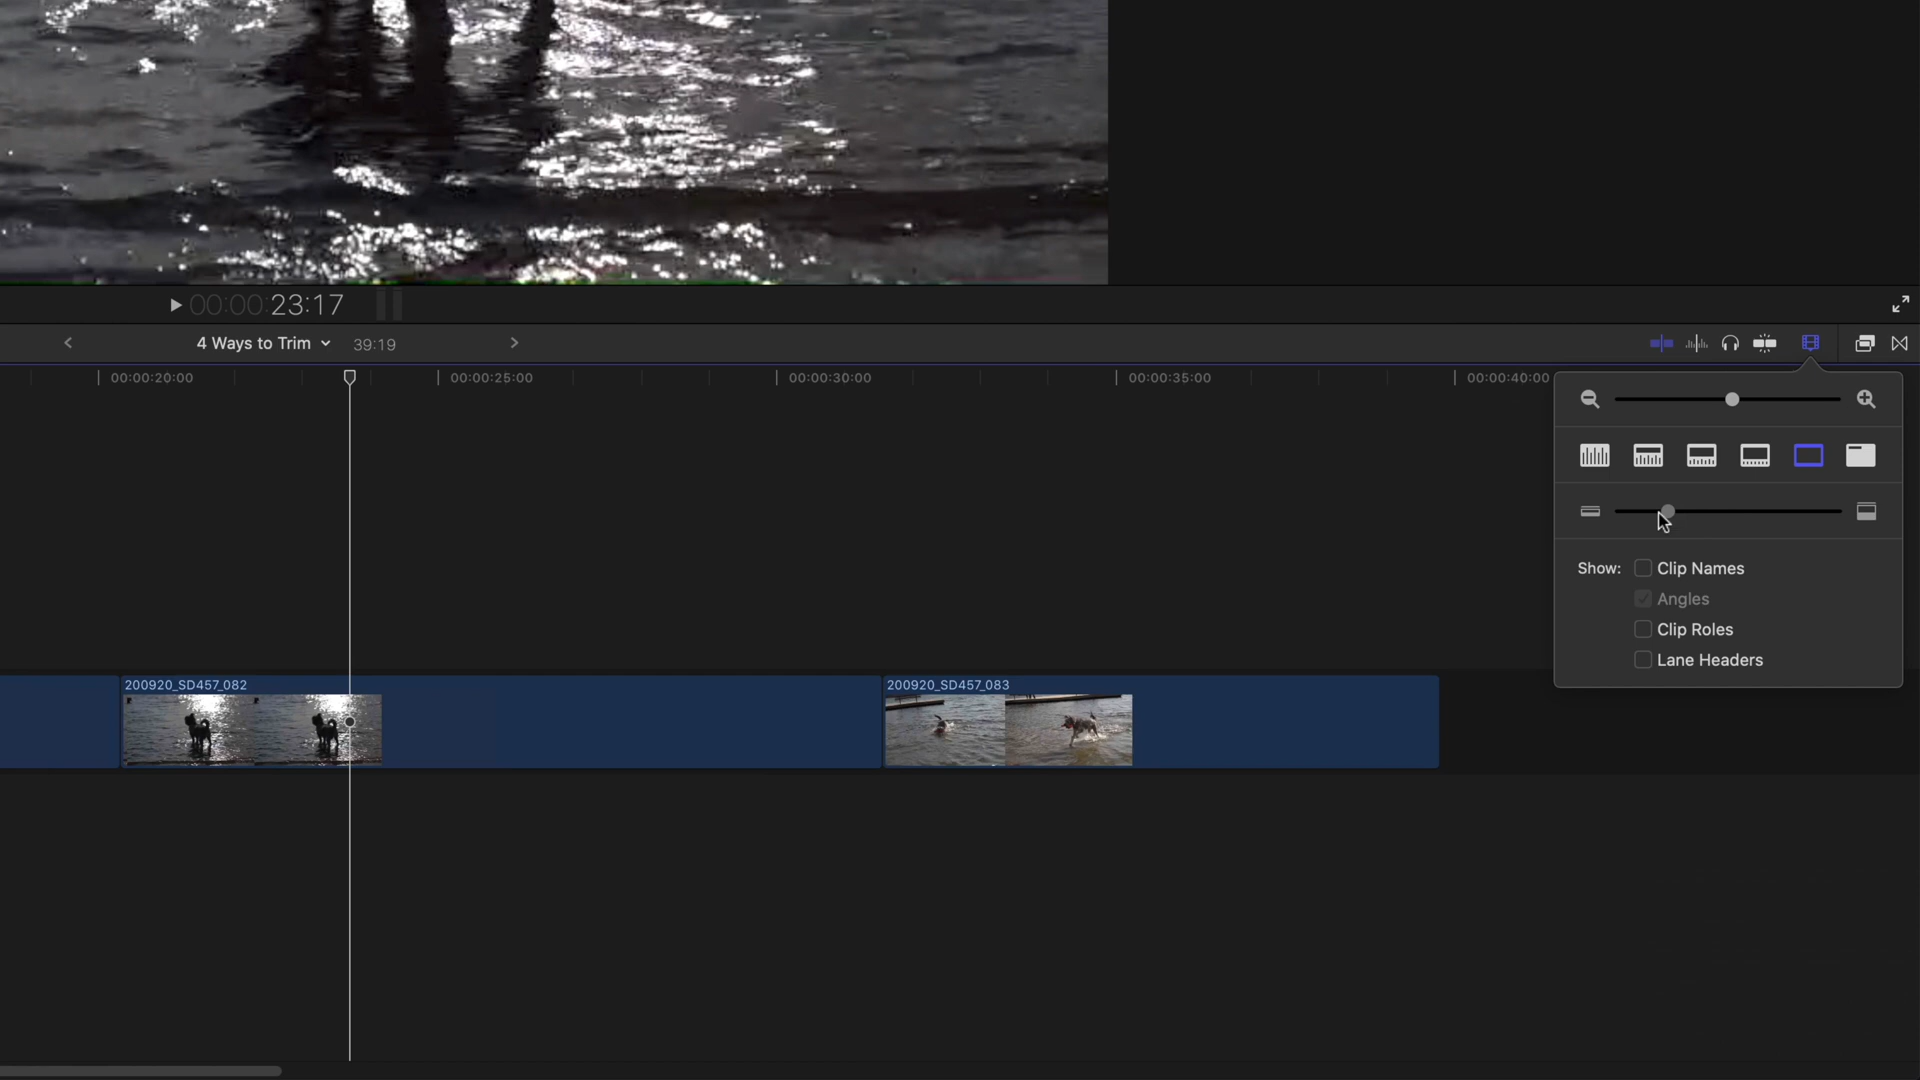 00:00:23:17
4 Ways to Trim 39:19
00:00:20:00 00:00:25:00 00:00:30:00 00:00:35:00 00:00:40:00
Show: Clip Names
Angles
Clip Roles
Lane Headers
200920_SD457_082 200920_SD457_083